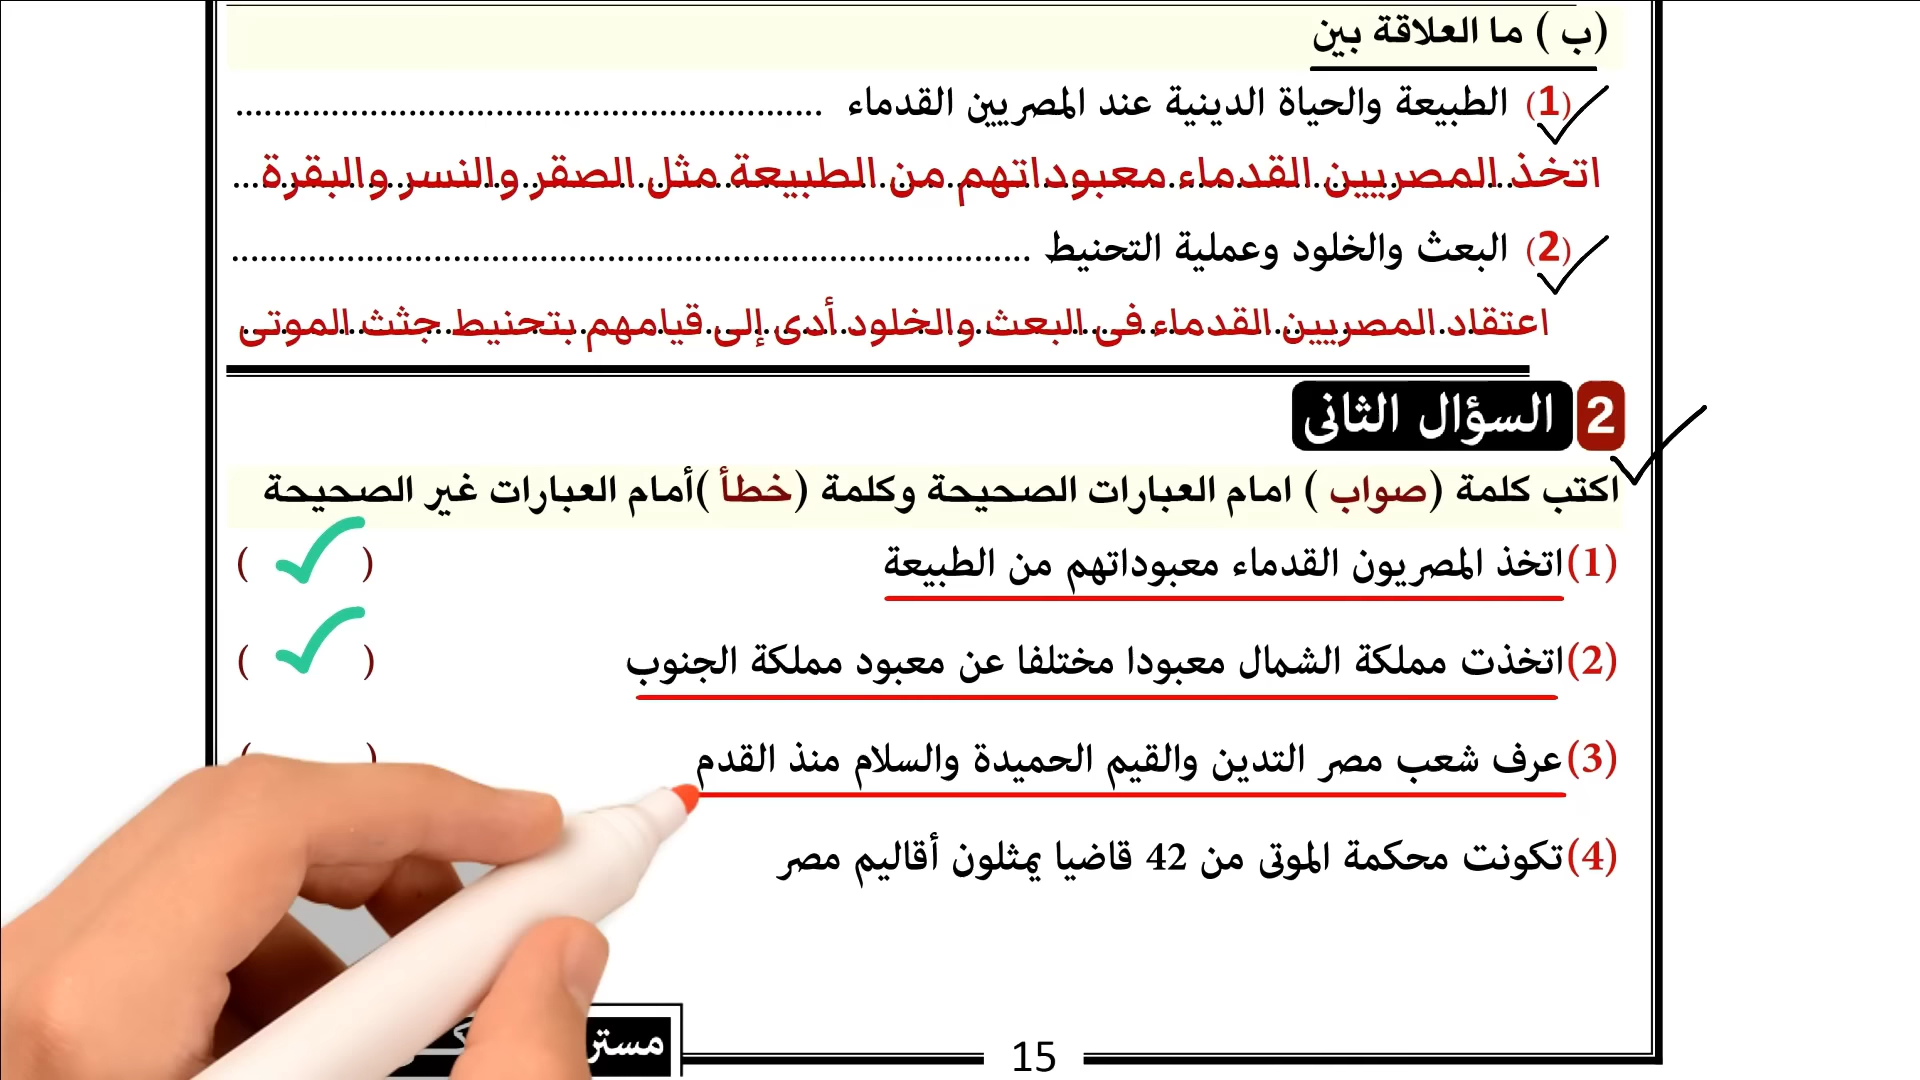 (ب ) ما العلاقة بين
(1) الطبيعة والحياة الدينية عند المصريين القدماء ............................................................
اتخذ المصريين القدماء معبوداتهم من الطبيعة مثل الصقر والنسر والبقرة...
(2) البعث والخلود وعملية التحنيط ............................................................
اعتقاد المصريين القدماء فى البعث والخلود أدى إلى قيامهم بتحنيط جثث الموتى
2 السؤال الثانى
اكتب كلمة (صواب ) امام العبارات الصحيحة وكلمة (خطأ )أمام العبارات غير الصحيحة
(1)اتخذ المصريون القدماء معبوداتهم من الطبيعة ( ✓ )
(2)اتخذت مملكة الشمال معبودا مختلفا عن معبود مملكة الجنوب ( ✓ )
(3)عرف شعب مصر التدين والقيم الحميدة والسلام منذ القدم ( )
(4)تكونت محكمة الموتى من 42 قاضيا يمثلون أقاليم مصر
مستر
15